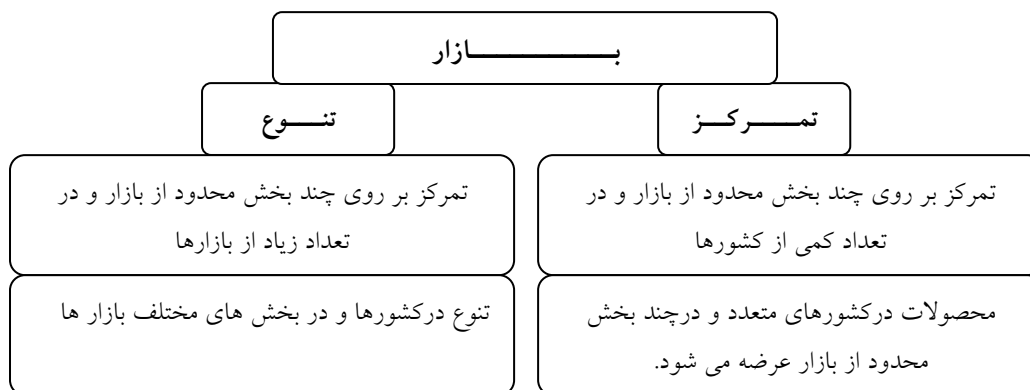 بـــــــــازار
تمـــرکـــز
تنـــوع
تمرکز بر روی چند بخش محدود از بازار و در
تعداد کمی از کشورها
تمرکز بر روی چند بخش محدود از بازار و در
تعداد زیاد از بازارها
محصولات درکشورهای متعدد و درچند بخش
محدود از بازار عرضه می شود.
تنوع درکشورها و در بخش های مختلف بازار ها